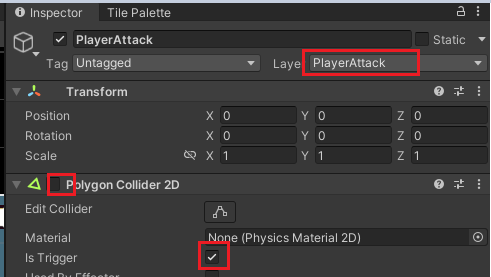 Inspector Tile Palette
PlayerAttack Static
Tag Untagged Laye PlayerAttack
Transform
Position X 0 Y 0 Z 0
Rotation X 0 Y 0 Z 0
Scale X 1 Y 1 Z 1
Polygon Collider 2D
Edit Collider
Material None (Physics Material 2D)
Is Trigger
Used By Effector